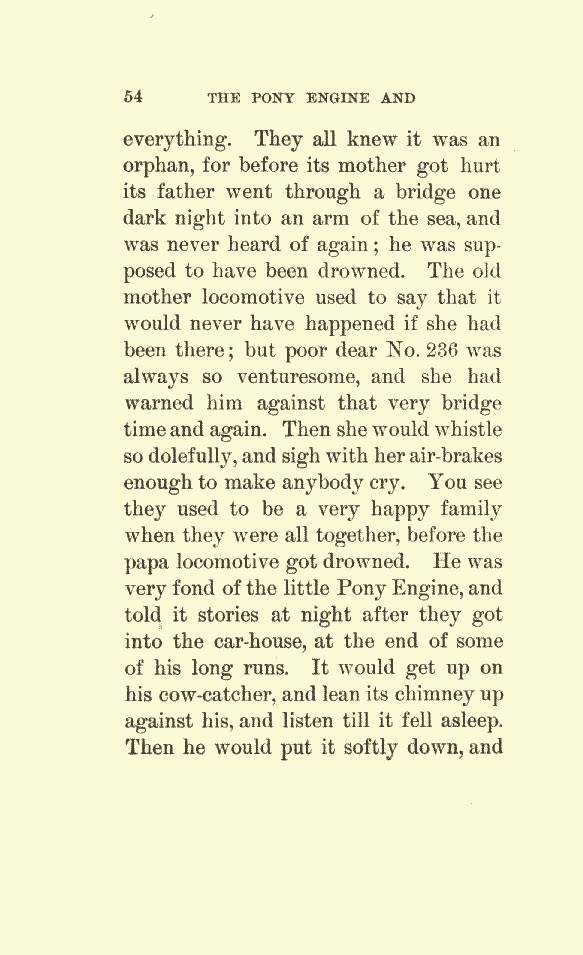 54 THE PONY ENGINE AND
everything. They all knew it was an
orphan, for before its mother got hurt
its father went through a bridge one
dark night into an arm of the sea, and
was never heard of again; he was sup-
posed to have been drowned. The old
mother locomotive used to say that it
would never have happened if she had
been there; but poor dear No. 236 was
always so venturesome, and she had
warned him against that very bridge
time and again. Then she would whistle
so dolefully, and sigh with her air-brakes
enough to make anybody cry. You see
they used to be a very happy family
when they were all together, before the
papa locomotive got drowned. He was
very fond of the little Pony Engine, and
told it stories at night after they got
into the car-house, at the end of some
of his long runs. It would get up on
his cow-catcher, and lean its chimney up
against his, and listen till it fell asleep.
Then he would put it softly down, and